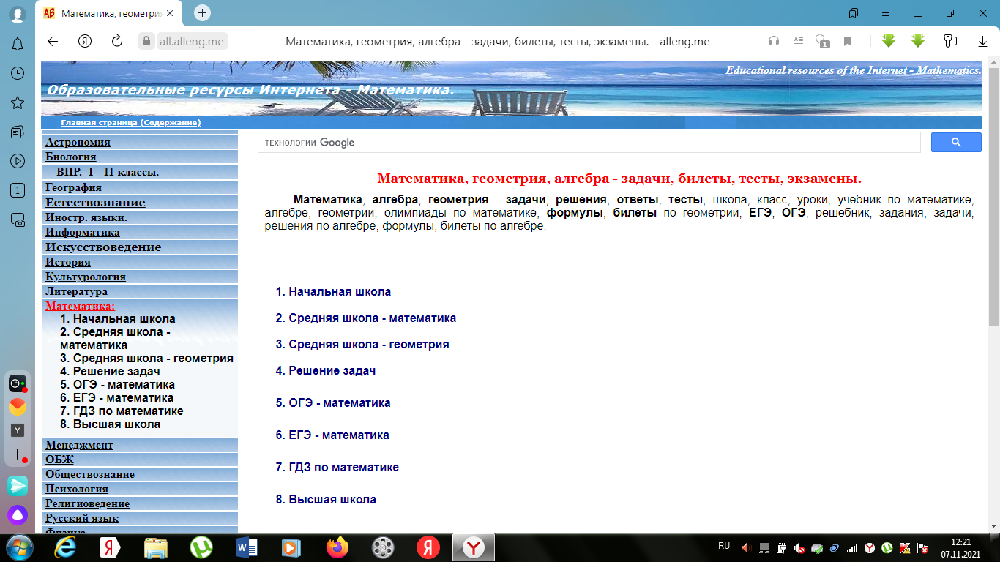 Математика, геометрия
all.alleng.me
Математика, геометрия, алгебра - задачи, билеты, тесты, экзамены. - alleng.me
1
1
Educational resources of the Internet - Mathematics.
Образовательные ресурсы Интернета - Математика.
Главная страница (Содержание)
Астрономия
Биология
ВПР. 1 - 11 классы.
География
Естествознание
Иностр. языки.
Информатика
Искусствоведение
История
Культурология
Литература
Математика:
1. Начальная школа
2. Средняя школа -
математика
3. Средняя школа - геометрия
4. Решение задач
5. ОГЭ - математика
6. ЕГЭ - математика
7. ГДЗ по математике
8. Высшая школа
Менеджмент
ОБЖ
Обществознание
Психология
Религиоведение
Русский язык
Физика
ТЕХНОЛОГИИ Google
Математика, геометрия, алгебра - задачи, билеты, тесты, экзамены.
Математика, алгебра, геометрия - задачи, решения, ответы, тесты, школа, класс, уроки, учебник по математике,
алгебре, геометрии, олимпиады по математике, формулы, билеты по геометрии, ЕГЭ, ОГЭ, решебник, задания, задачи,
решения по алгебре, формулы, билеты по алгебре.
1. Начальная школа
2. Средняя школа - математика
3. Средняя школа - геометрия
4. Решение задач
5. ОГЭ - математика
6. ЕГЭ - математика
7. ГДЗ по математике
8. Высшая школа
RU
12:21
07.11.2021